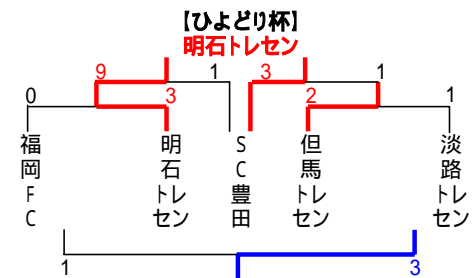 【ひよどり杯】
明石トレセン
9 1 3 1
0 3 2 1
福岡FC
明石トレセン
SC豊田
但馬トレセン
淡路トレセン
1 3